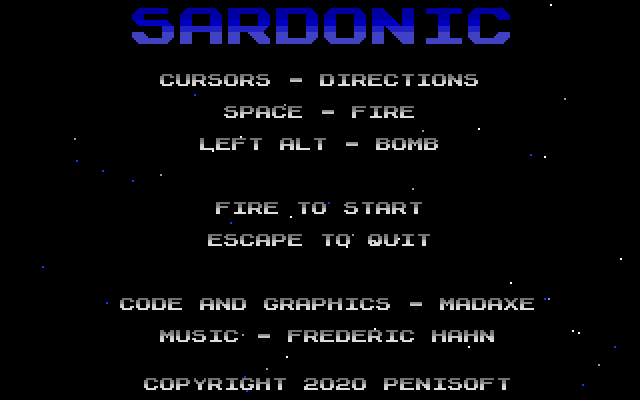 SARDONIC
CURSORS - DIRECTIONS
SPACE - FIRE
LEFT ALT - BOMB
FIRE TO START
ESCAPE TO QUIT
CODE AND GRAPHICS - MADAXE
MUSIC - FREDERIC HAHN
COPYRIGHT 2020 PENISOFT